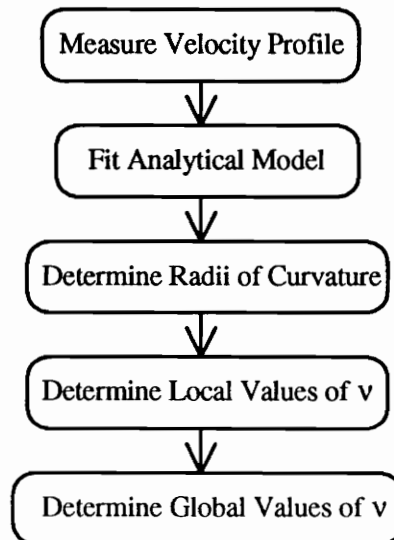 Measure Velocity Profile
Fit Analytical Model
Determine Radii of Curvature
Determine Local Values of ν
Determine Global Values of ν